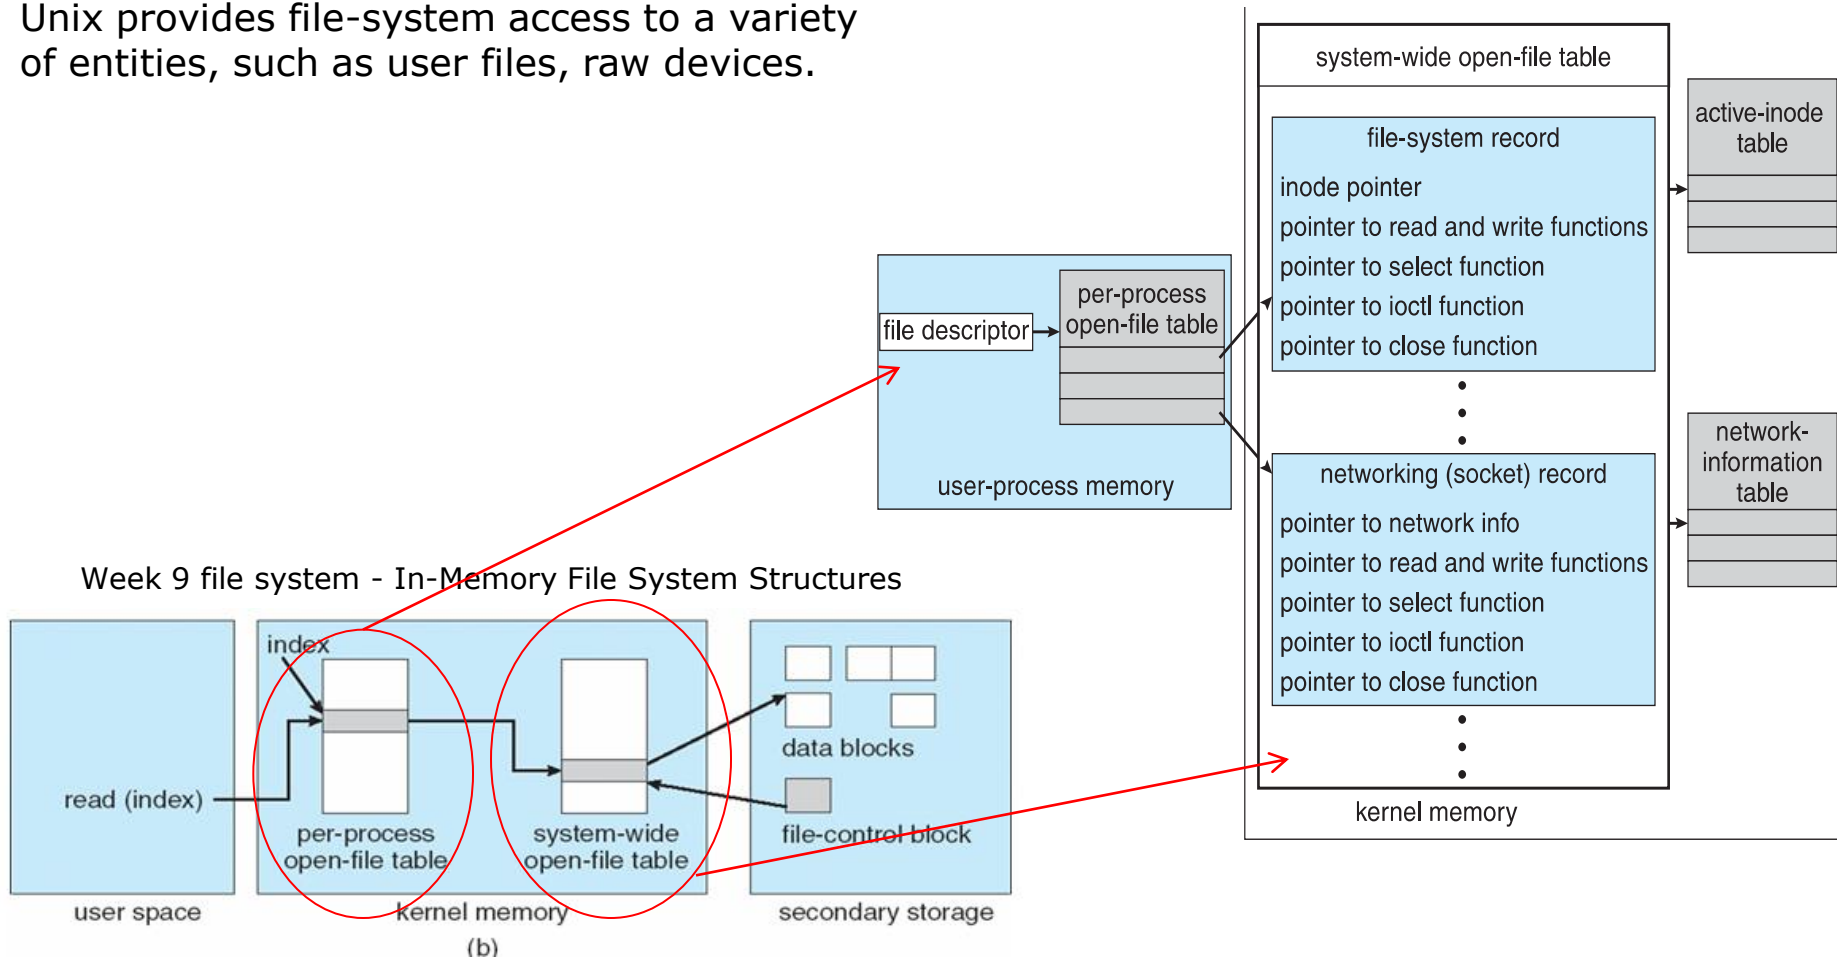 Unix provides file-system access to a variety
of entities, such as user files, raw devices.
system-wide open-file table
file-system record
inode pointer
pointer to read and write functions
pointer to select function
pointer to ioctl function
pointer to close function
active-inode
table
file descriptor
per-process
open-file table
user-process memory
networking (socket) record
pointer to network info
pointer to read and write functions
pointer to select function
pointer to ioctl function
pointer to close function
network-
information
table
kernel memory
Week 9 file system - In-Memory File System Structures
index
read (index)
per-process
open-file table
system-wide
open-file table
data blocks
file-control block
user space
kernel memory
secondary storage
(b)